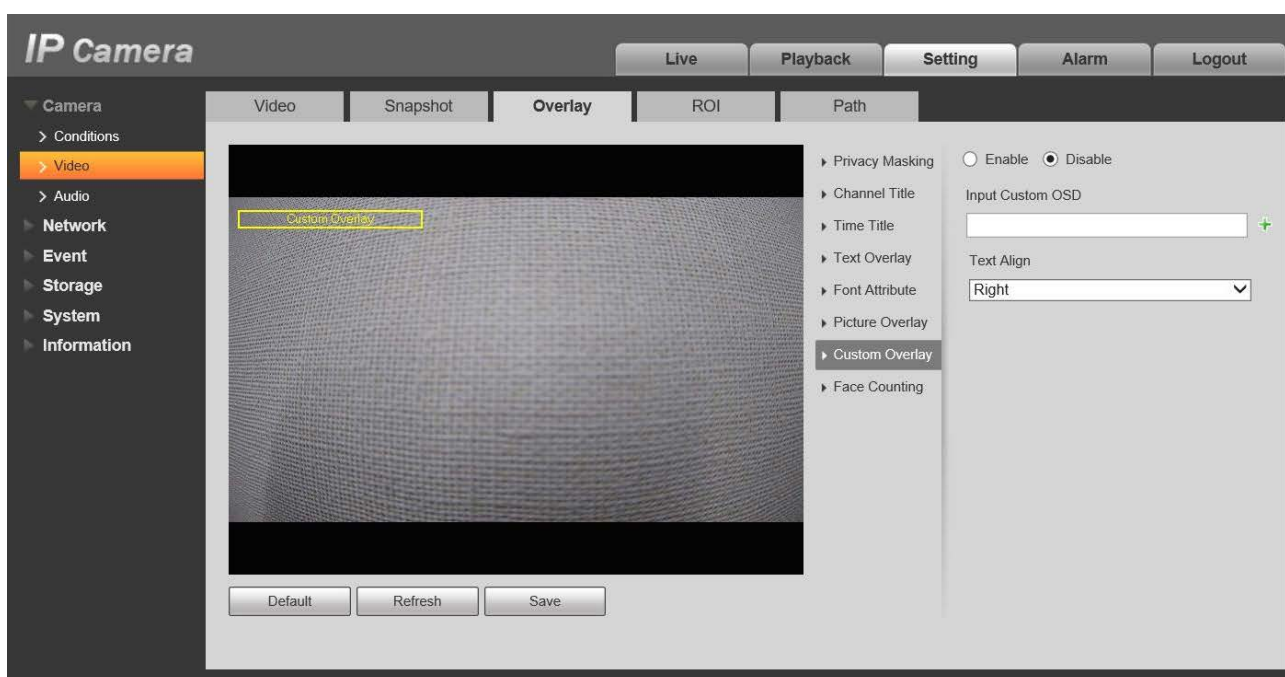 IP Camera
Live
Playback
Setting
Alarm
Logout
Camera
Conditions
Video
Audio
Network
Event
Storage
System
Information
Video
Snapshot
Overlay
ROI
Path
Custom Overlay
Default
Refresh
Save
Privacy Masking
Channel Title
Time Title
Text Overlay
Font Attribute
Picture Overlay
Custom Overlay
Face Counting
Enable
Disable
Input Custom OSD
Text Align
Right